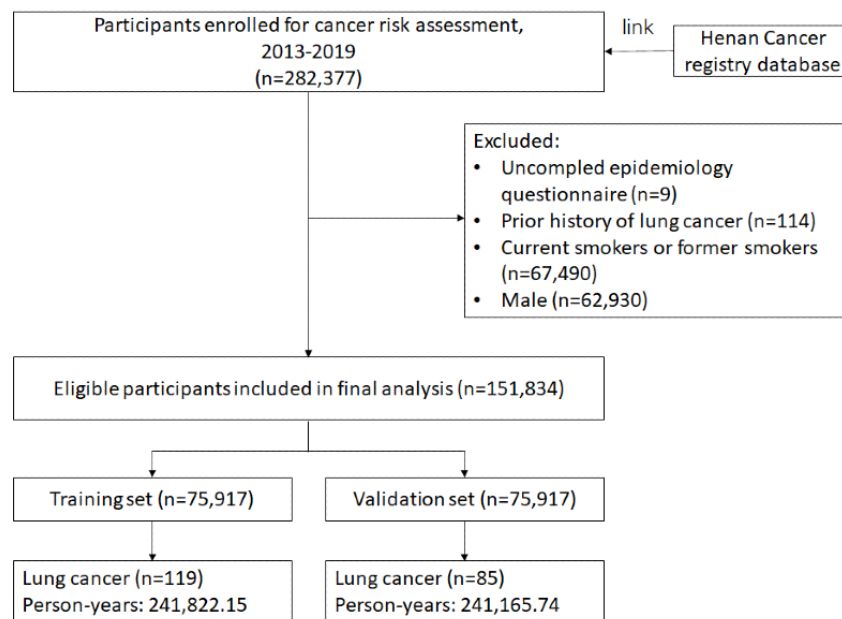 Participants enrolled for cancer risk assessment,
2013-2019
(n=282,377)
link
Henan Cancer
registry database
Excluded:
• Uncompled epidemiology
questionnaire (n=9)
• Prior history of lung cancer (n=114)
• Current smokers or former smokers
(n=67,490)
• Male (n=62,930)
Eligible participants included in final analysis (n=151,834)
Training set (n=75,917)
Validation set (n=75,917)
Lung cancer (n=119)
Person-years: 241,822.15
Lung cancer (n=85)
Person-years: 241,165.74